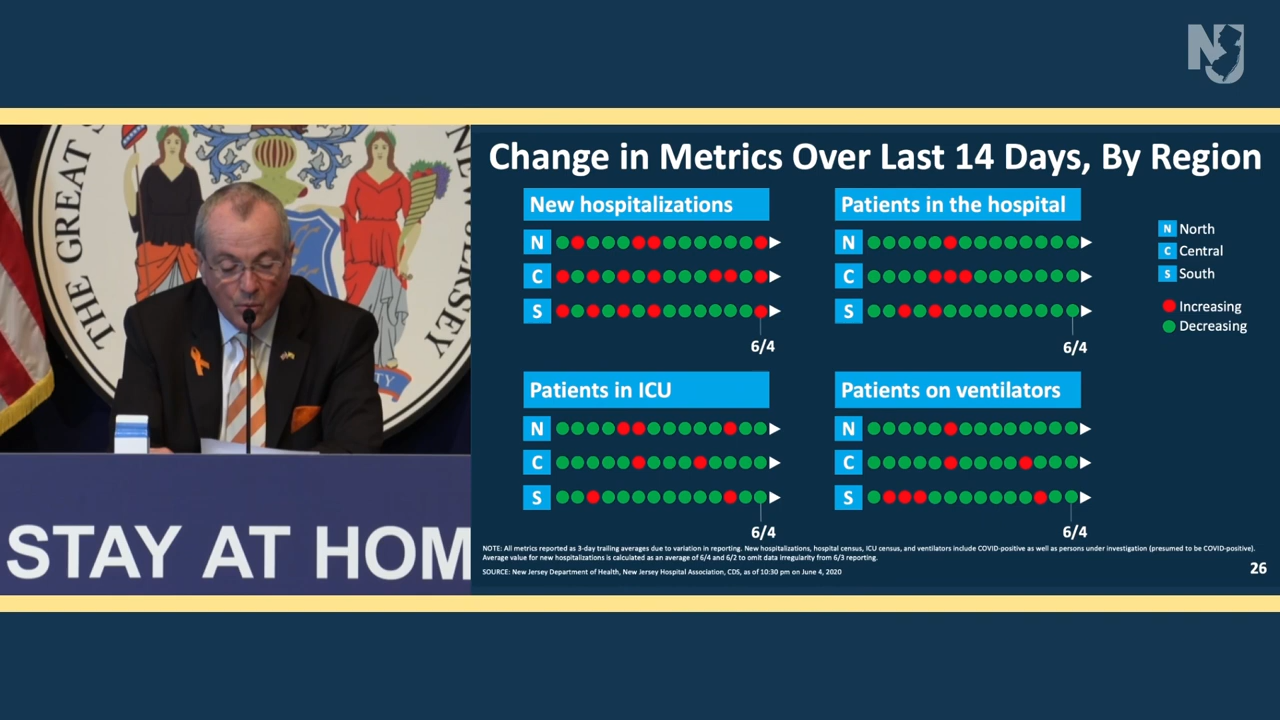 NJ
THE GREAT S
NEW JERSEY
TY
STAY AT HOM
Change in Metrics Over Last 14 Days, By Region
New hospitalizations
N
C
S
6/4
Patients in the hospital
N
C
S
6/4
N North
C Central
S South
Increasing
Decreasing
Patients in ICU
N
C
S
6/4
Patients on ventilators
N
C
S
6/4
NOTE: All metrics reported as 3-day trailing averages due to variation in reporting. New hospitalizations, hospital census, ICU census, and ventilators include COVID-positive as well as persons under investigation (presumed to be COVID-positive).
Average value for new hospitalizations is calculated as an average of 6/4 and 6/2 to omit data irregularity from 6/3 reporting.
SOURCE: New Jersey Department of Health, New Jersey Hospital Association, CDS, as of 10:30 pm on June 4, 2020
26